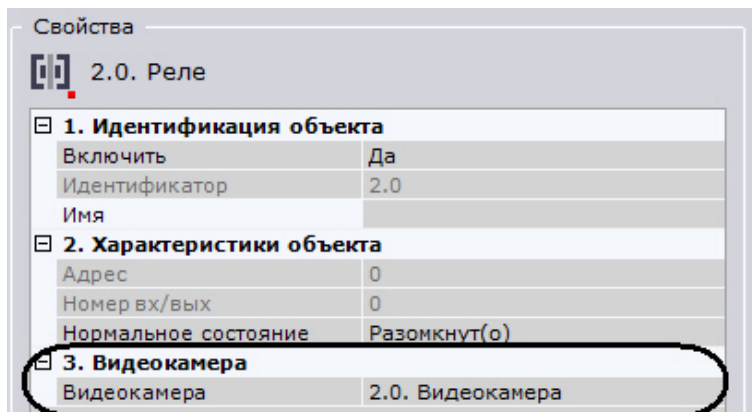 Свойства
2.0. Реле
1. Идентификация объекта
Включить Да
Идентификатор 2.0
Имя
2. Характеристики объекта
Адрес 0
Номер вх/вых 0
Нормальное состояние Разомкнут(о)
3. Видеокамера
Видеокамера 2.0. Видеокамера